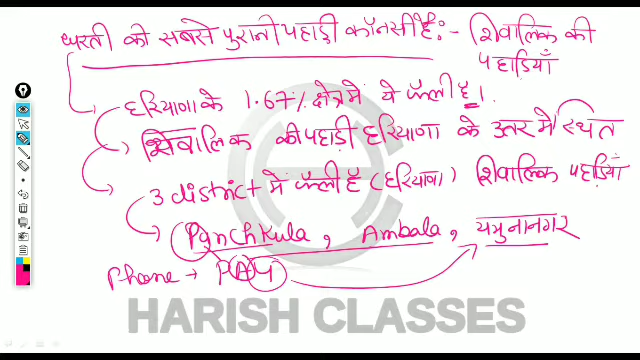 धरती की सबसे पुरानी पहाड़ी कौनसी है:- शिवालिक की
पहाड़ियाँ
हरियाणा के 1.67% क्षेत्र में ये फैली है।
शिवालिक की पहाड़ी हरियाणा के उत्तर में स्थित
3 district में फैली है (हरियाणा) शिवालिक पहाड़ियां
Panchkula, Ambala, यमुनानगर
Phone → PAY
HARISH CLASSES